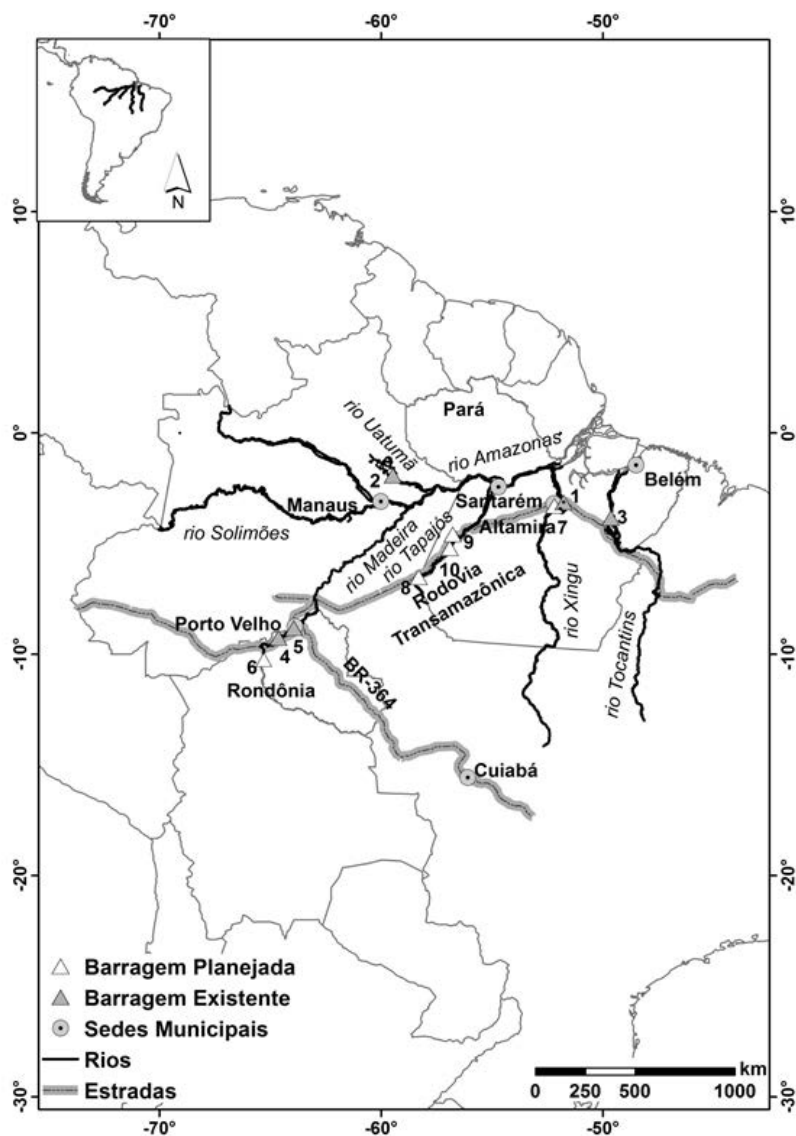 -70°
-60°
-50°
N
10°
10°
0°
0°
-10°
-10°
-20°
-20°
-30°
-30°
Pará
rio Uatumã
rio Amazonas
2
Manaus
Santarém
Belém
Altamira
1
7
3
rio Solimões
rio Madeira
rio Tapajós
9
10
8
Rodovia
Transamazônica
rio Xingu
rio Tocantins
Porto Velho
5
4
6
Rondônia
BR-364
Cuiabá
Barragem Planejada
Barragem Existente
Sedes Municipais
Rios
Estradas
km
0 250 500 1000
-70°
-60°
-50°